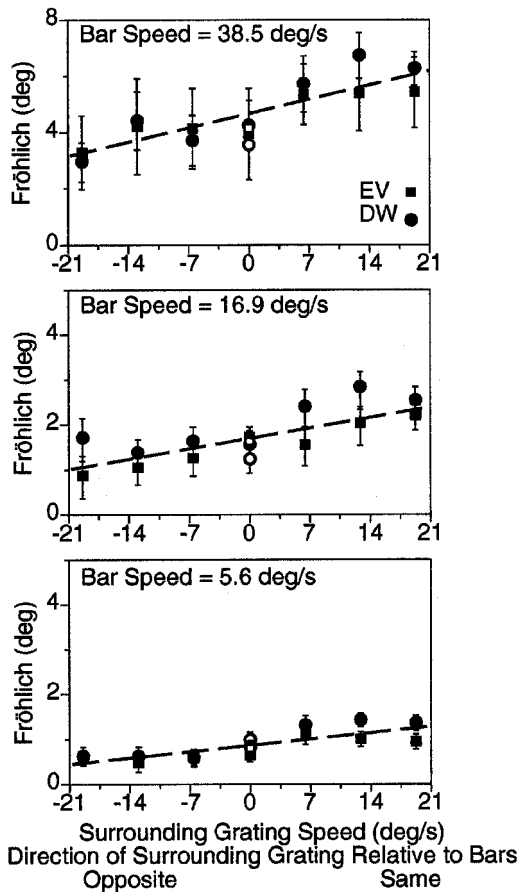 8
Bar Speed = 38.5 deg/s
Fröhlich (deg)
4
EV
DW
0
-21 -14 -7 0 7 14 21
Bar Speed = 16.9 deg/s
4
Fröhlich (deg)
2
0
-21 -14 -7 0 7 14 21
Bar Speed = 5.6 deg/s
4
Fröhlich (deg)
2
0
-21 -14 -7 0 7 14 21
Surrounding Grating Speed (deg/s)
Direction of Surrounding Grating Relative to Bars
Opposite Same